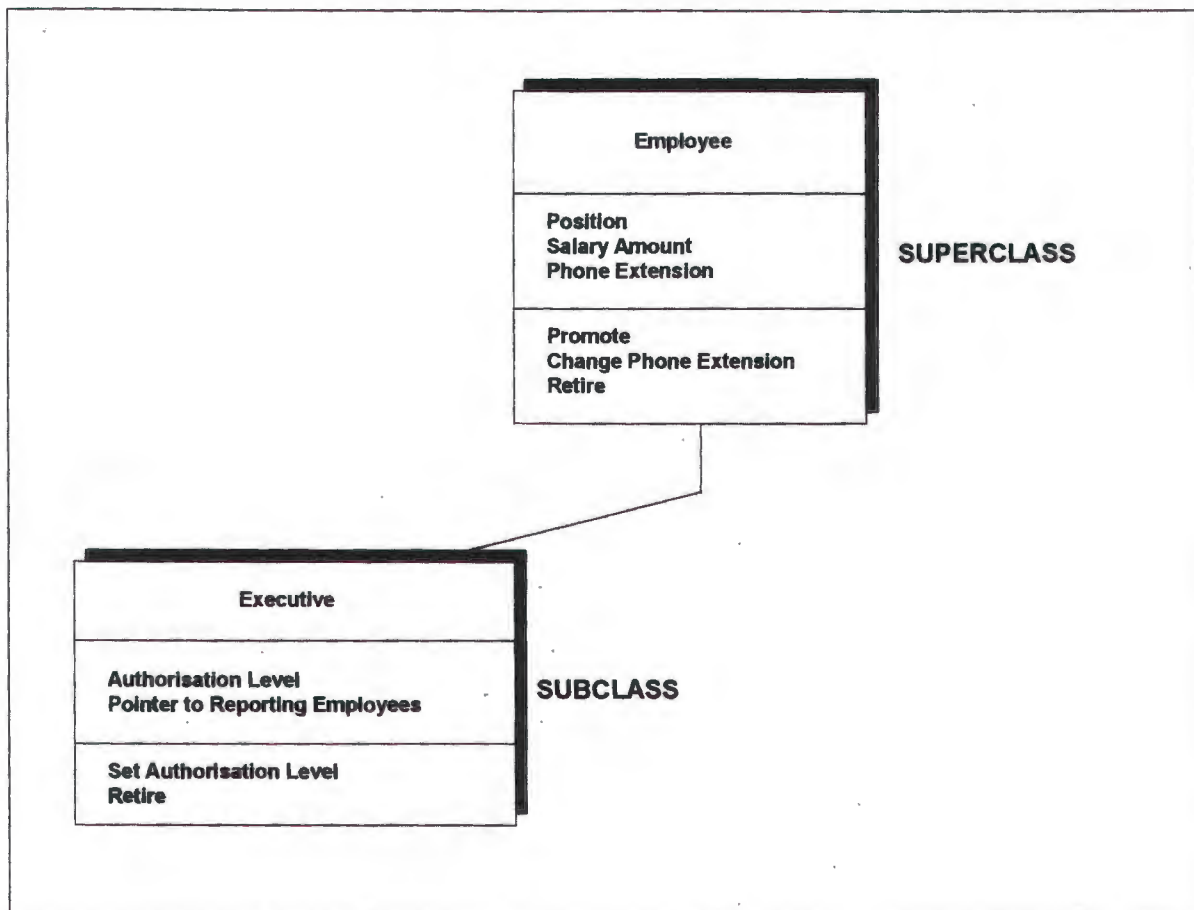 Employee
Position
Salary Amount
Phone Extension
SUPERCLASS
Promote
Change Phone Extension
Retire
Executive
Authorisation Level
Pointer to Reporting Employees
SUBCLASS
Set Authorisation Level
Retire